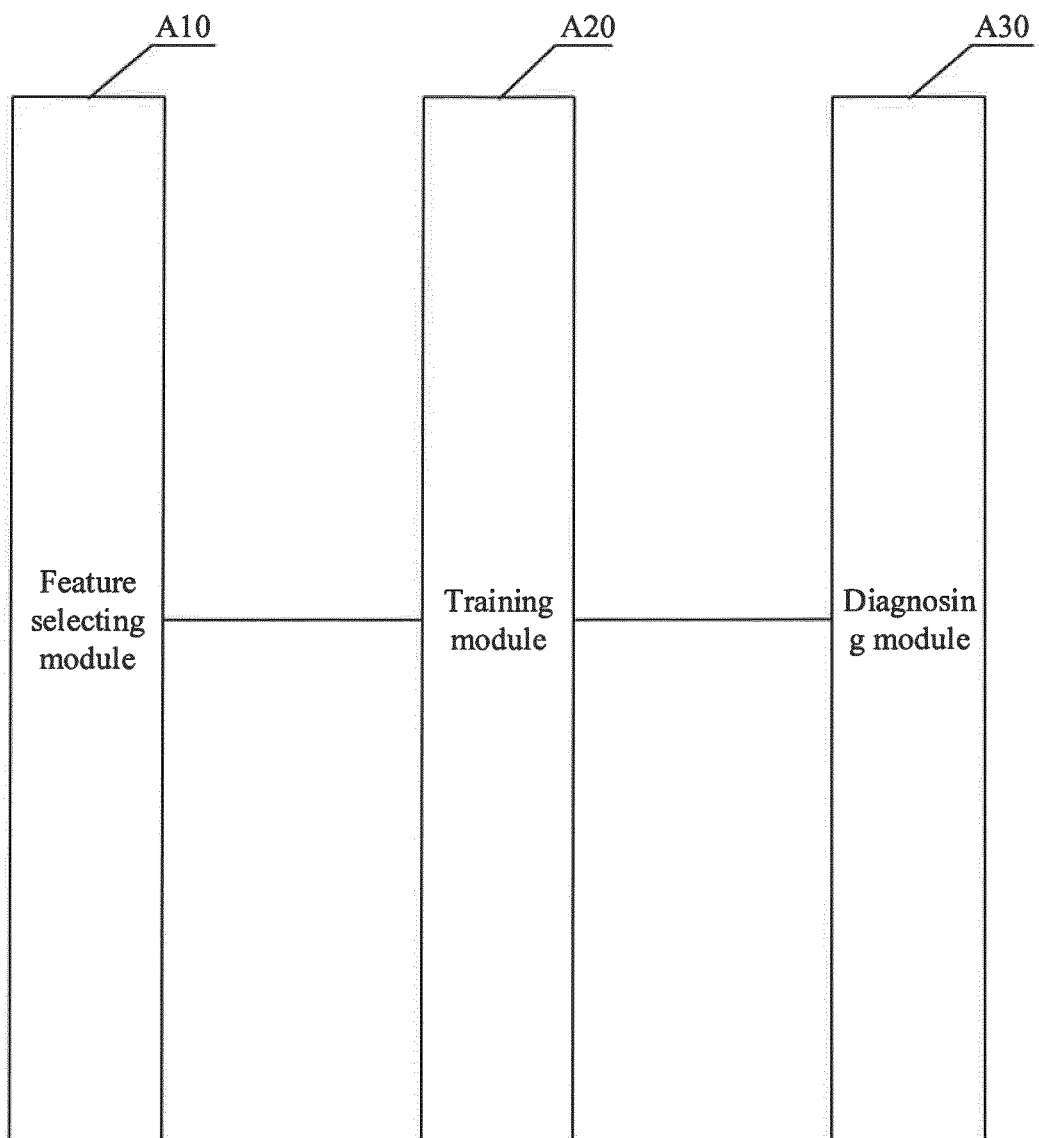 A10
A20
A30
Feature
selecting
module
Training
module
Diagnosin
g module